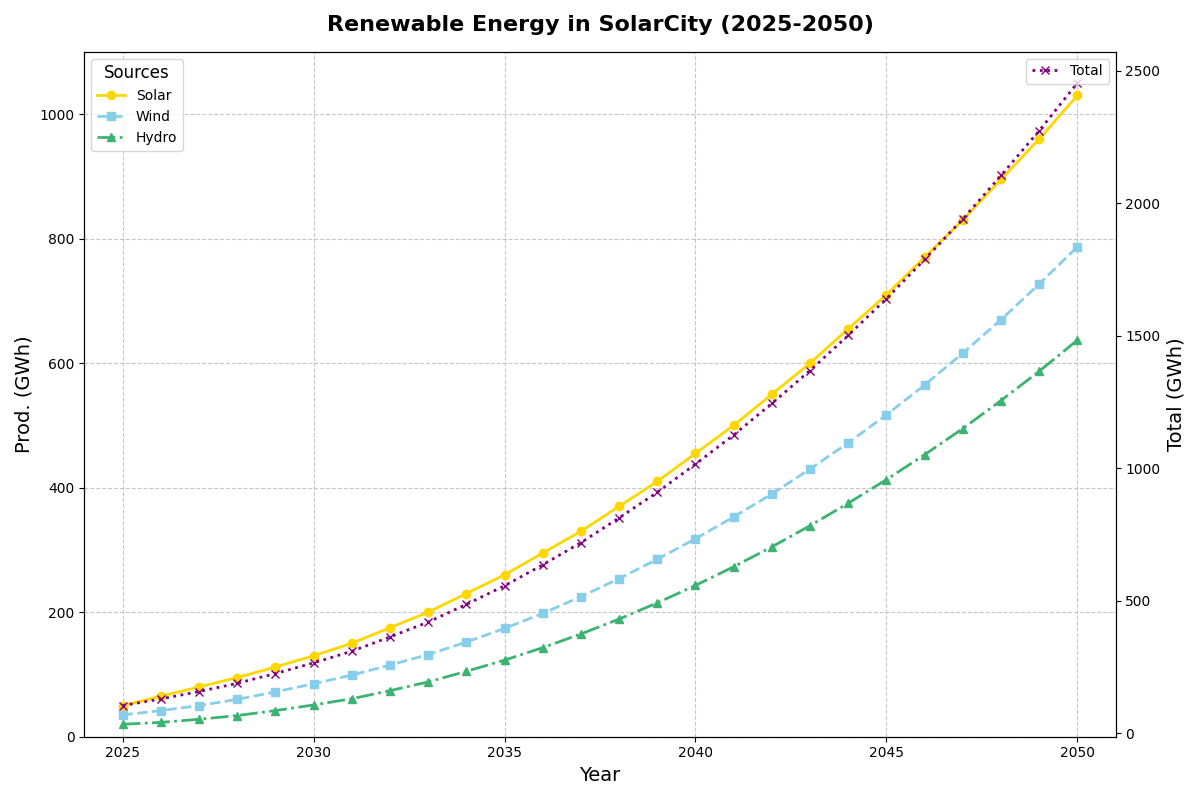 Renewable Energy in SolarCity (2025-2050)
Sources
Solar
Wind
Hydro
Total
Prod. (GWh)
1000
800
600
400
200
0
2500
2000
1500
1000
500
0
Total (GWh)
2025
2030
2035
2040
2045
2050
Year